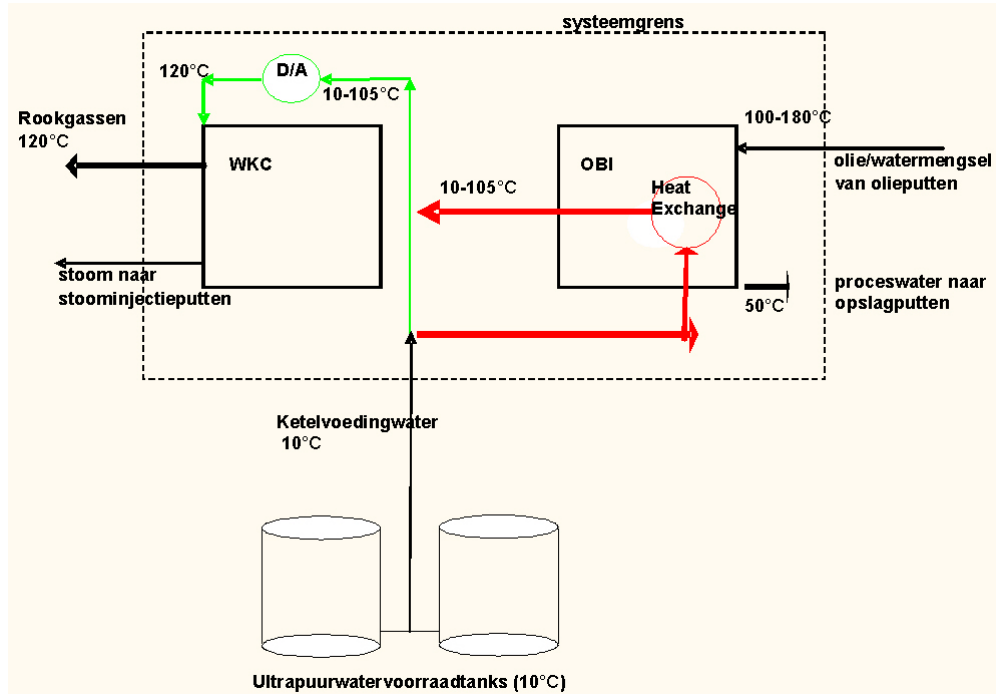 systeemgrens
120°C
D/A
10-105°C
Rookgassen
120°C
WKC
10-105°C
OBI
Heat
Exchange
100-180°C
olie/watermengsel
van olieputten
stoom naar
stoominjectieputten
50°C
proceswater naar
opslagputten
Ketelvoedingwater
10°C
Ultrapuurwatervoorraadtanks (10°C)